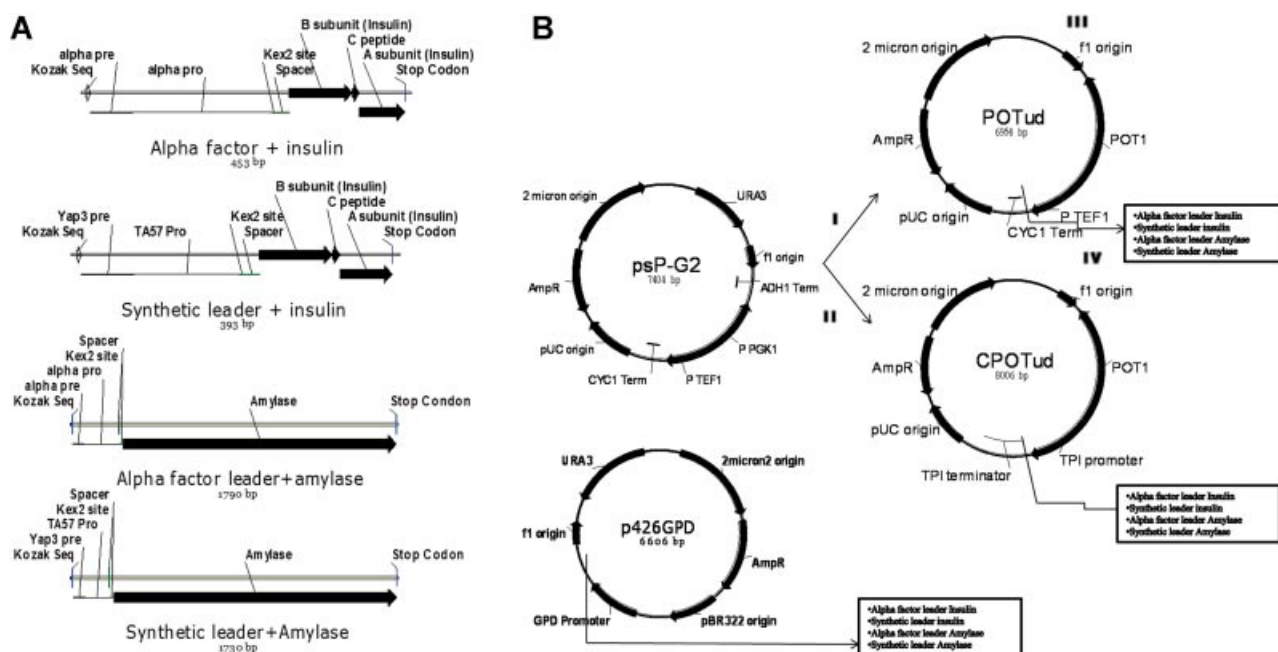 A
B subunit (Insulin)
C peptide
alpha pre
Kex2 site
A subunit (Insulin)
Kozak Seq
alpha pro
Spacer
Stop Codon
Alpha factor + insulin
453 bp
B subunit (Insulin)
C peptide
Yap3 pre
Kex2 site
A subunit (Insulin)
Kozak Seq
TA57 Pro
Spacer
Stop Codon
Synthetic leader + insulin
393 bp
Spacer
Kex2 site
alpha pro
alpha pre
Kozak Seq
Amylase
Stop Condon
Alpha factor leader+amylase
1790 bp
Spacer
Kex2 site
TA57 Pro
Yap3 pre
Kozak Seq
Amylase
Stop Condon
Synthetic leader+Amylase
1730 bp
B
2 micron origin
URA3
f1 origin
ADH1 Term
P PGK1
P TEF1
CYC1 Term
pUC origin
AmpR
psP-G2
7404 bp
I
II
III
2 micron origin
f1 origin
POT1
P TEF1
CYC1 Term
pUC origin
AmpR
POTud
6986 bp
•Alpha factor leader Insulin
•Synthetic leader insulin
•Alpha factor leader Amylase
•Synthetic leader Amylase
IV
2 micron origin
f1 origin
POT1
TPI promoter
TPI terminator
pUC origin
AmpR
CPOTud
8006 bp
•Alpha factor leader Insulin
•Synthetic leader insulin
•Alpha factor leader Amylase
•Synthetic leader Amylase
URA3
2micron2 origin
f1 origin
AmpR
GPD Promoter
pBR322 origin
p426GPD
6606 bp
•Alpha factor leader Insulin
•Synthetic leader insulin
•Alpha factor leader Amylase
•Synthetic leader Amylase